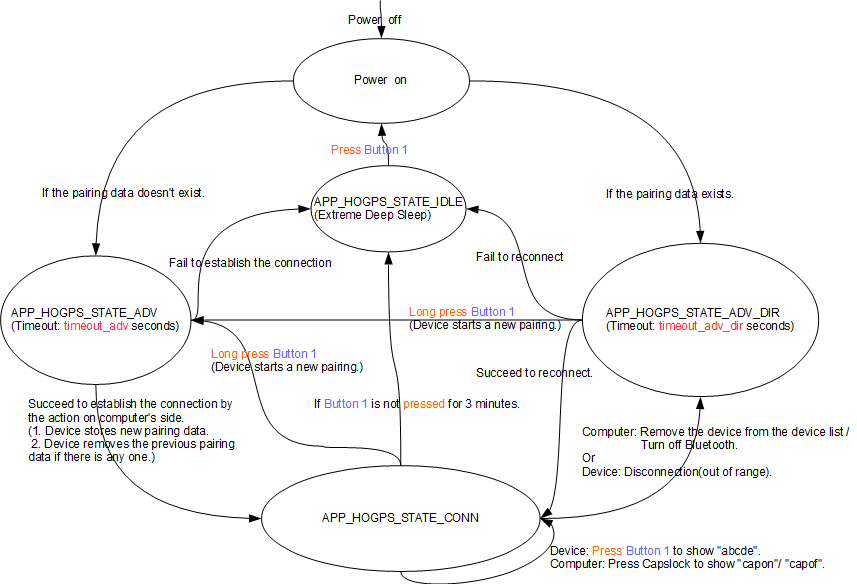 Power off
Power on
Press Button 1
If the pairing data doesn't exist.
If the pairing data exists.
APP_HOGPS_STATE_IDLE
(Extreme Deep Sleep)
Fail to establish the connection
Fail to reconnect
APP_HOGPS_STATE_ADV
(Timeout: timeout_adv seconds)
Long press Button 1
(Device starts a new pairing.)
APP_HOGPS_STATE_ADV_DIR
(Timeout: timeout_adv_dir seconds)
Long press Button 1
(Device starts a new pairing.)
Succeed to reconnect.
Succeed to establish the connection by
the action on computer's side.
(1. Device stores new pairing data.
2. Device removes the previous pairing
data if there is any one.)
If Button 1 is not pressed for 3 minutes.
Computer: Remove the device from the device list /
Turn off Bluetooth.
Or
Device: Disconnection(out of range).
APP_HOGPS_STATE_CONN
Device: Press Button 1 to show "abcde".
Computer: Press Capslock to show "capon"/ "capof".